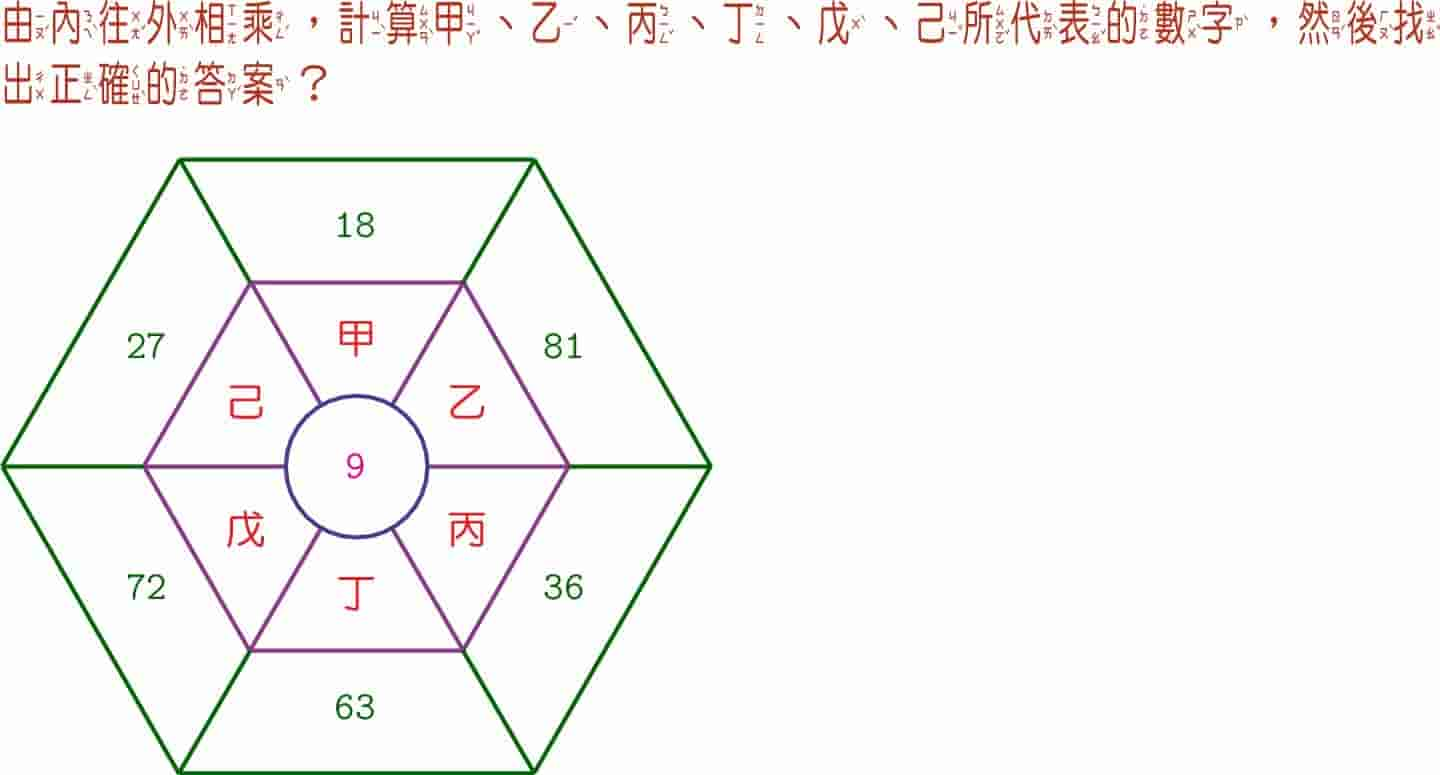 由內往外相乘，計算甲、乙、丙、丁、戊、己所代表的數字，然後找
出正確的答案？
18
27
81
甲
己
乙
9
戊
丙
72
丁
36
63